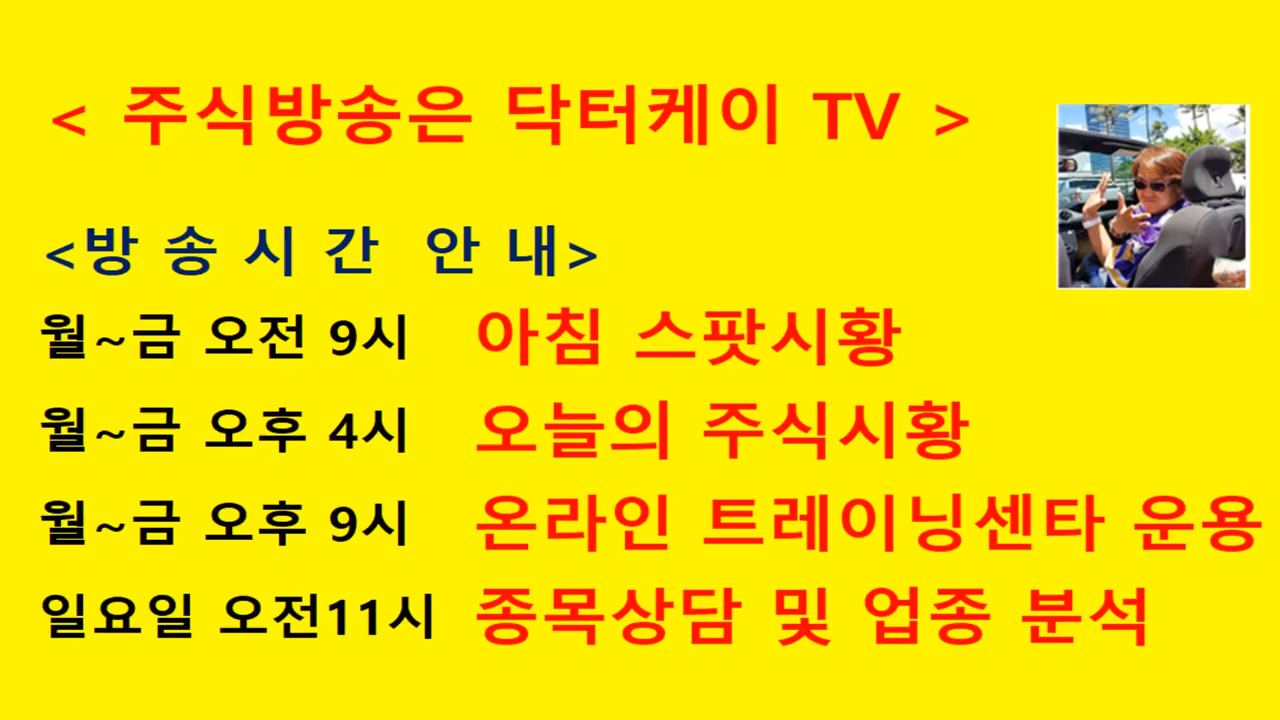 < 주식방송은 닥터케이 TV >
<방 송 시 간 안 내>
월~금 오전 9시 아침 스팟시황
월~금 오후 4시 오늘의 주식시황
월~금 오후 9시 온라인 트레이닝센타 운용
일요일 오전11시 종목상담 및 업종 분석